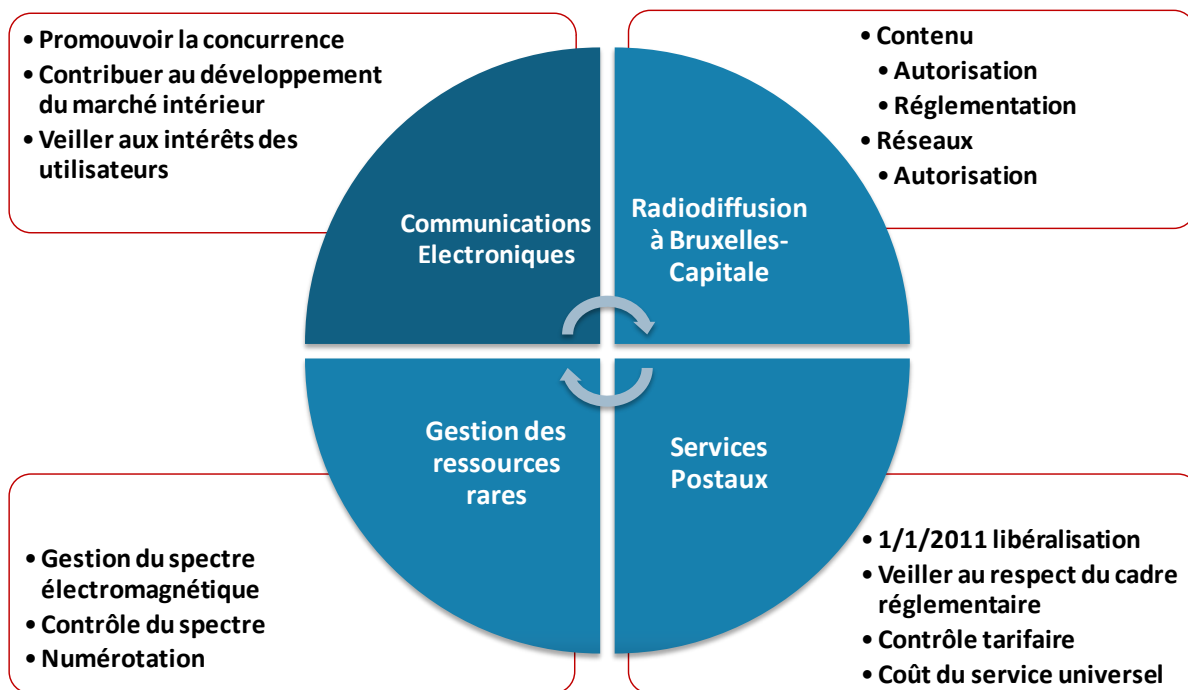 • Promouvoir la concurrence
• Contribuer au développement
du marché intérieur
• Veiller aux intérêts des
utilisateurs
• Contenu
• Autorisation
• Réglementation
• Réseaux
• Autorisation
Communications
Electroniques
Radiodiffusion
à Bruxelles-
Capitale
Gestion des
ressources
rares
Services
Postaux
• Gestion du spectre
électromagnétique
• Contrôle du spectre
• Numérotation
• 1/1/2011 libéralisation
• Veiller au respect du cadre
réglementaire
• Contrôle tarifaire
• Coût du service universel